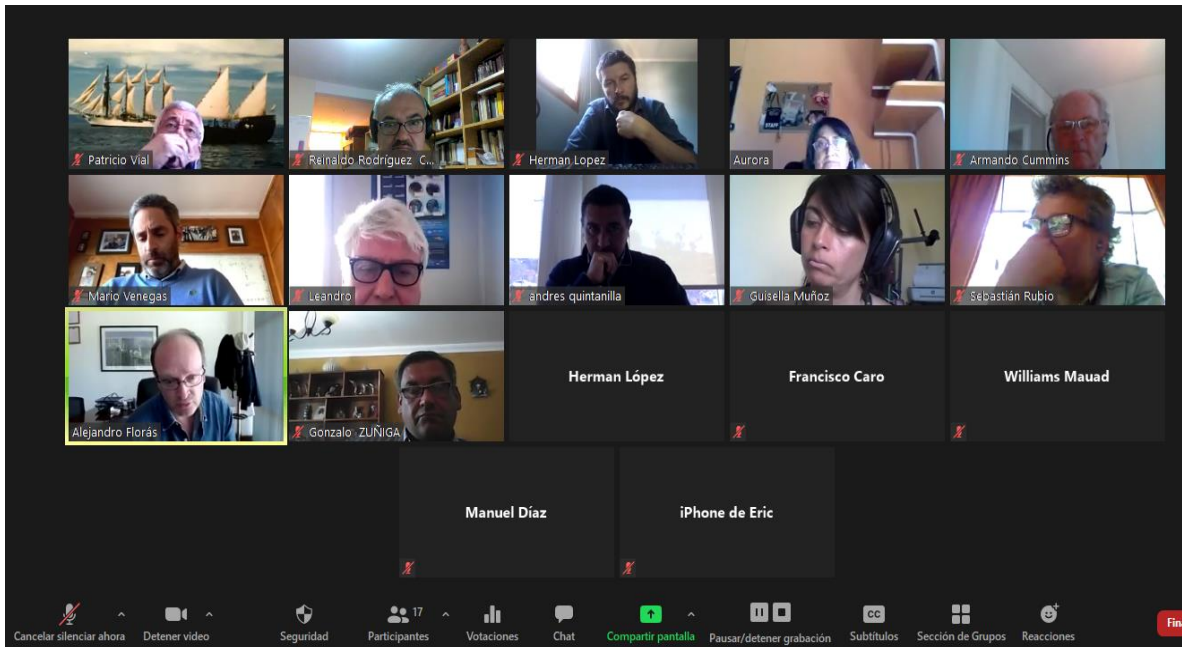 Patricio Vial
Reinaldo Rodríguez C...
Herman Lopez
Aurora
Armando Cummins
STAFF
Mario Venegas
Leandro
andres quintanilla
Guisella Muñoz
Sebastián Rubio
Alejandro Florás
Gonzalo ZUÑIGA
Herman López
Francisco Caro
Williams Mauad
Manuel Díaz
iPhone de Eric
17
CC
Cancelar silenciar ahora
Detener video
Seguridad
Participantes
Votaciones
Chat
Compartir pantalla
Pausar/detener grabación
Subtítulos
Sección de Grupos
Reacciones
Fina